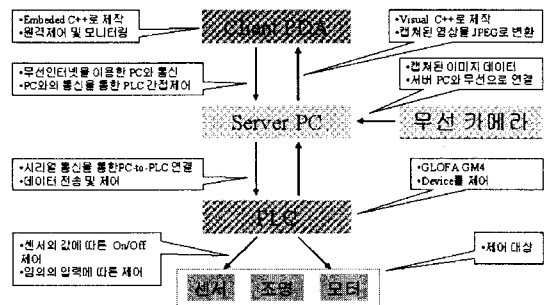 •Embeded C++로 제작
•원격제어 및 모니터링
Client PDA
•Visual C++로 제작
•캡쳐된 영상을 JPEG로 변환
•무선인터넷을 이용한 PC와 통신
•PC와의 통신을 통한 PLC 간접제어
•캡쳐된 이미지 데이터
•서버 PC와 무선으로 연결
Server PC
무선 카메라
•시리얼 통신을 통한PC-to-PLC 연결
•데이터 전송 및 제어
•GLOFA GM4
•Device를 제어
PLC
•센서의 값에 따른 On/Off
제어
•임의의 입력에 따른 제어
•제어 대상
센서
조명
모터